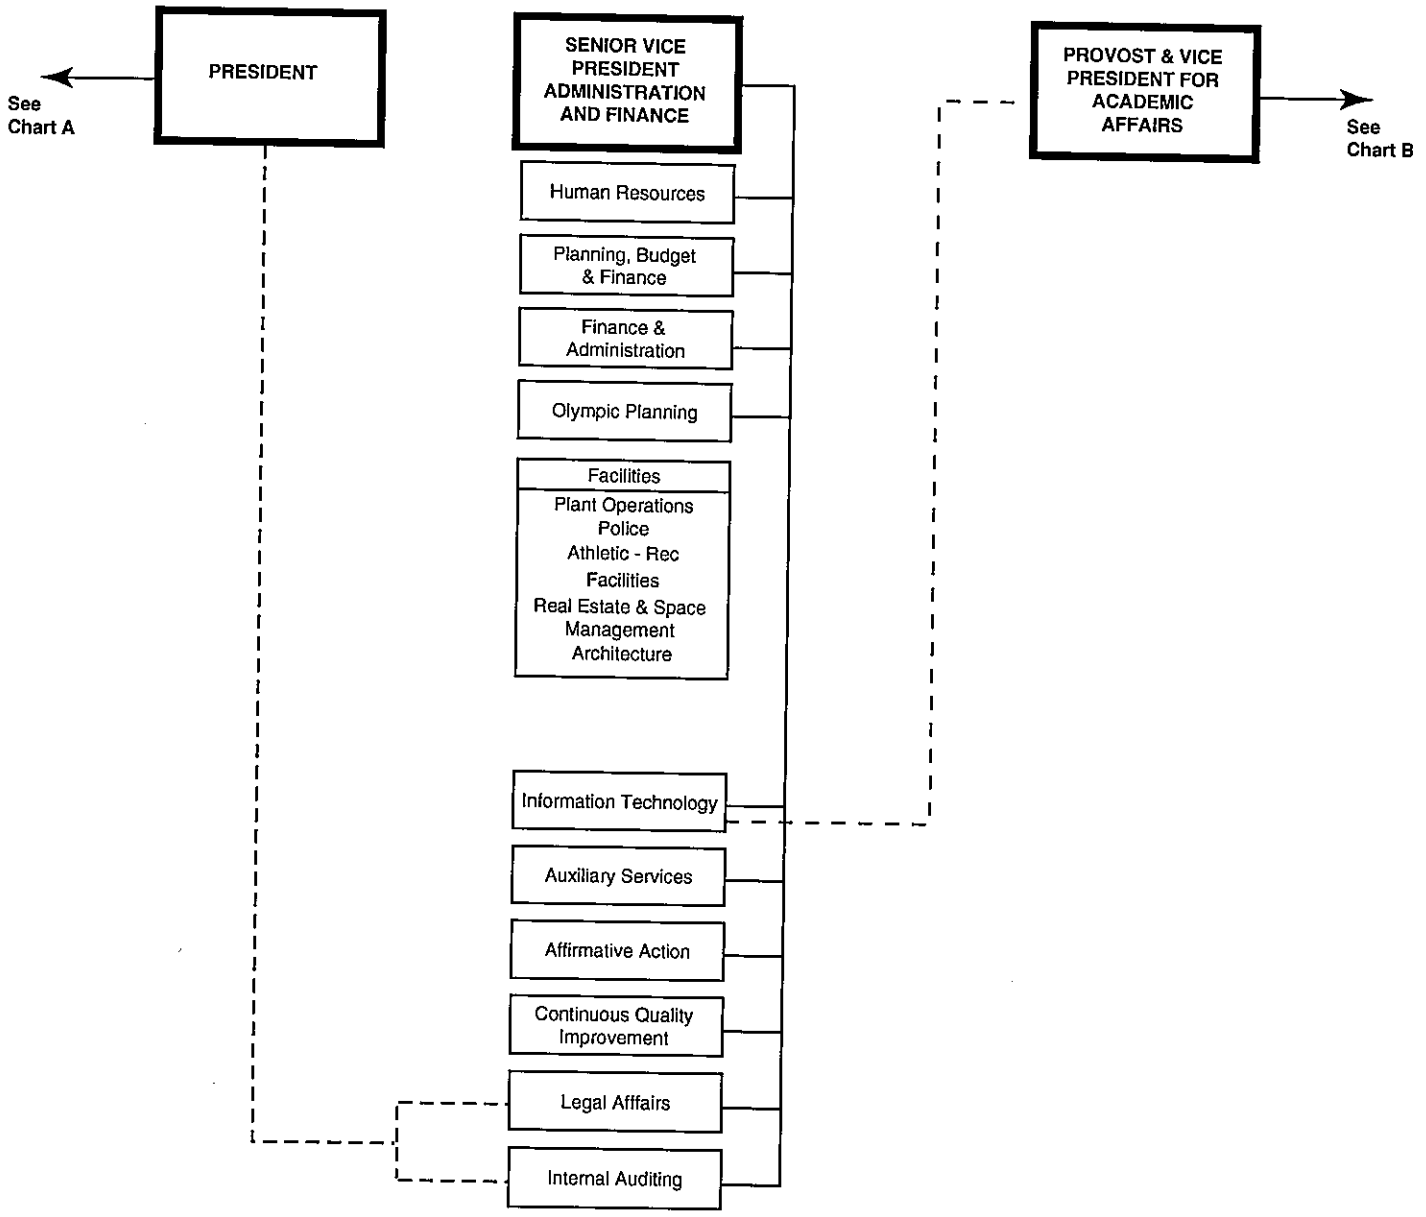 PRESIDENT
See
Chart A
SENIOR VICE
PRESIDENT
ADMINISTRATION
AND FINANCE
PROVOST & VICE
PRESIDENT FOR
ACADEMIC
AFFAIRS
See
Chart B
Human Resources
Planning, Budget
& Finance
Finance &
Administration
Olympic Planning
Facilities
Plant Operations
Police
Athletic - Rec
Facilities
Real Estate & Space
Management
Architecture
Information Technology
Auxiliary Services
Affirmative Action
Continuous Quality
Improvement
Legal Afffairs
Internal Auditing